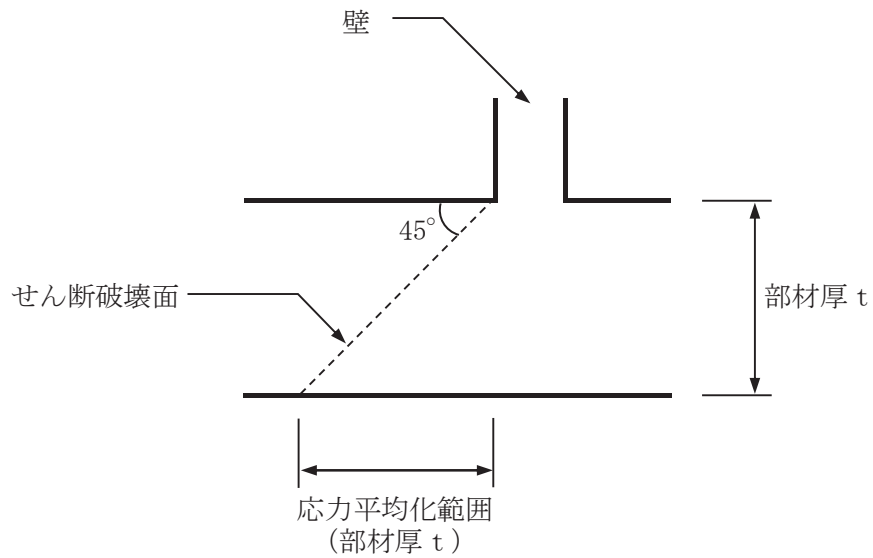 壁
45°
せん断破壊面
部材厚 t
応力平均化範囲
（部材厚 t ）